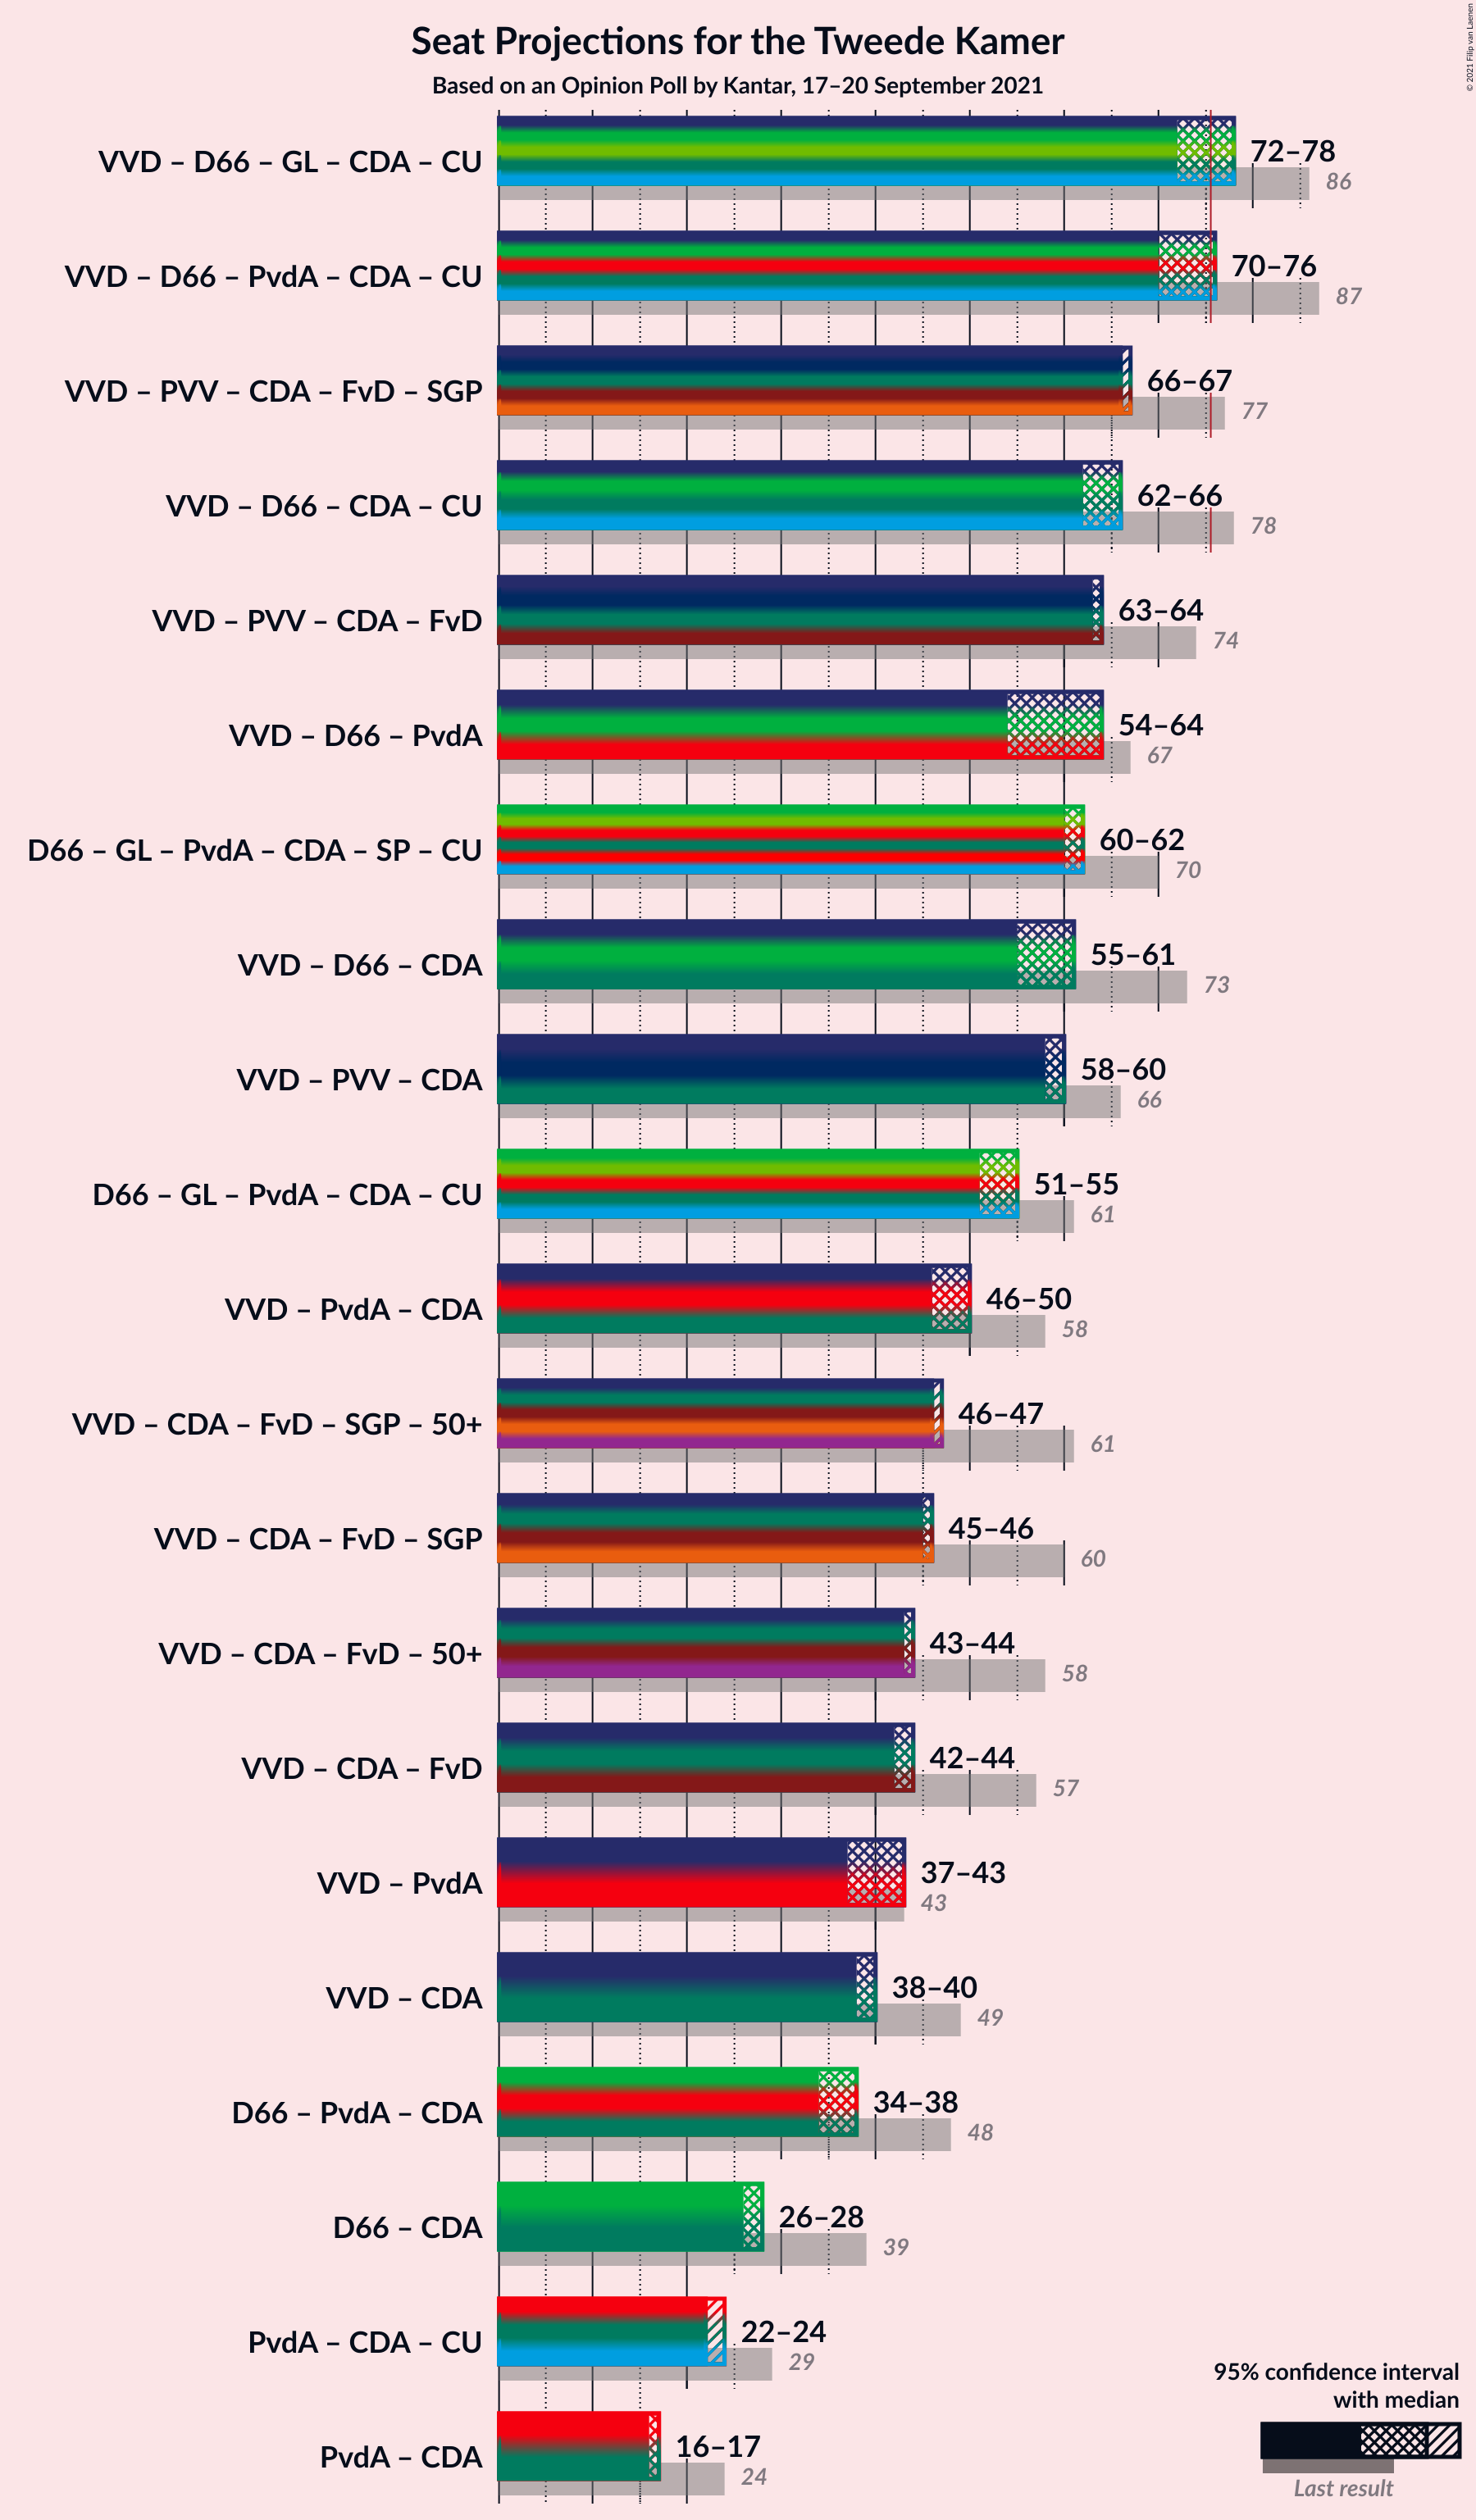 © 2021 Filip van Laenen
Seat Projections for the Tweede Kamer
Based on an Opinion Poll by Kantar, 17–20 September 2021
VVD – D66 – GL – CDA – CU
72–78
86
VVD – D66 – PvdA – CDA – CU
70–76
87
VVD – PVV – CDA – FvD – SGP
66–67
77
VVD – D66 – CDA – CU
62–66
78
VVD – PVV – CDA – FvD
63–64
74
VVD – D66 – PvdA
54–64
67
D66 – GL – PvdA – CDA – SP – CU
60–62
70
VVD – D66 – CDA
55–61
73
VVD – PVV – CDA
58–60
66
D66 – GL – PvdA – CDA – CU
51–55
61
VVD – PvdA – CDA
46–50
58
VVD – CDA – FvD – SGP – 50+
46–47
61
VVD – CDA – FvD – SGP
45–46
60
VVD – CDA – FvD – 50+
43–44
58
VVD – CDA – FvD
42–44
57
VVD – PvdA
37–43
43
VVD – CDA
38–40
49
D66 – PvdA – CDA
34–38
48
D66 – CDA
26–28
39
PvdA – CDA – CU
22–24
29
PvdA – CDA
16–17
24
95% confidence interval
with median
Last result